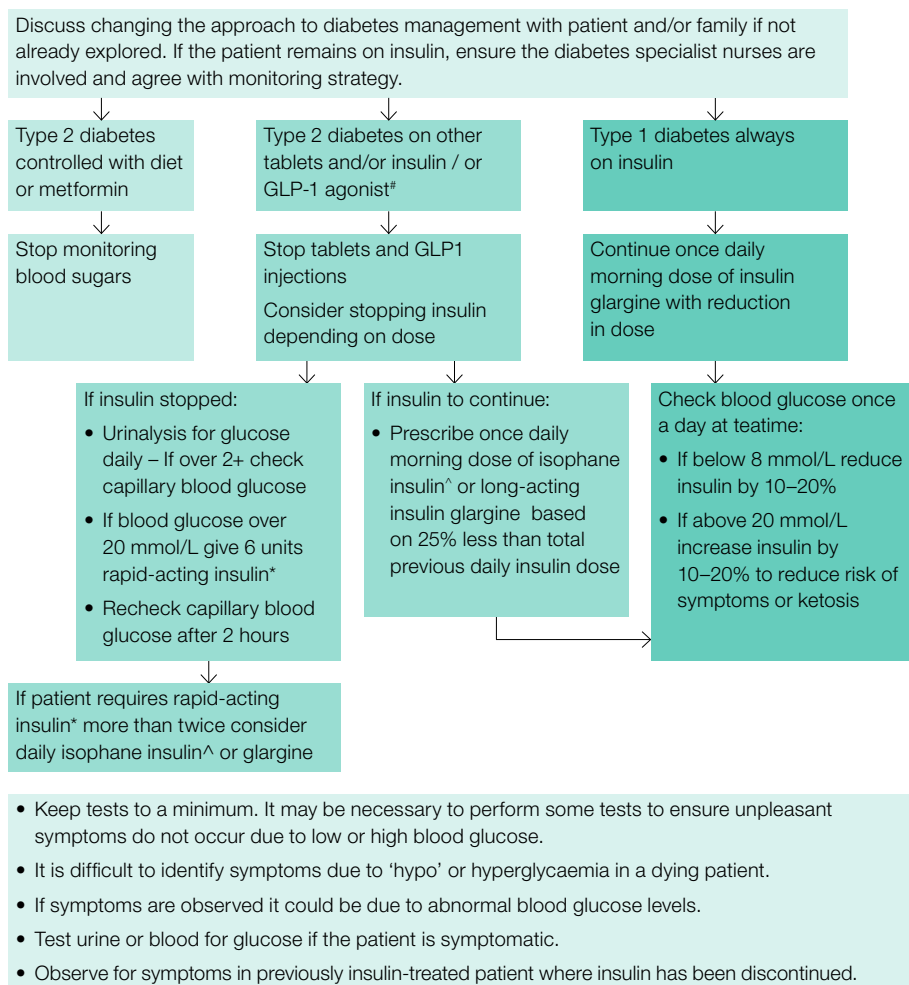 Discuss changing the approach to diabetes management with patient and/or family if not
already explored. If the patient remains on insulin, ensure the diabetes specialist nurses are
involved and agree with monitoring strategy.
Type 2 diabetes
controlled with diet
or metformin
Type 2 diabetes on other
tablets and/or insulin / or
GLP-1 agonist#
Type 1 diabetes always
on insulin
Stop monitoring
blood sugars
Stop tablets and GLP1
injections
Consider stopping insulin
depending on dose
Continue once daily
morning dose of insulin
glargine with reduction
in dose
If insulin stopped:
• Urinalysis for glucose
daily – If over 2+ check
capillary blood glucose
• If blood glucose over
20 mmol/L give 6 units
rapid-acting insulin*
• Recheck capillary blood
glucose after 2 hours
If insulin to continue:
• Prescribe once daily
morning dose of isophane
insulin^ or long-acting
insulin glargine based
on 25% less than total
previous daily insulin dose
Check blood glucose once
a day at teatime:
• If below 8 mmol/L reduce
insulin by 10–20%
• If above 20 mmol/L
increase insulin by
10–20% to reduce risk of
symptoms or ketosis
If patient requires rapid-acting
insulin* more than twice consider
daily isophane insulin^ or glargine
• Keep tests to a minimum. It may be necessary to perform some tests to ensure unpleasant
symptoms do not occur due to low or high blood glucose.
• It is difficult to identify symptoms due to ‘hypo’ or hyperglycaemia in a dying patient.
• If symptoms are observed it could be due to abnormal blood glucose levels.
• Test urine or blood for glucose if the patient is symptomatic.
• Observe for symptoms in previously insulin-treated patient where insulin has been discontinued.